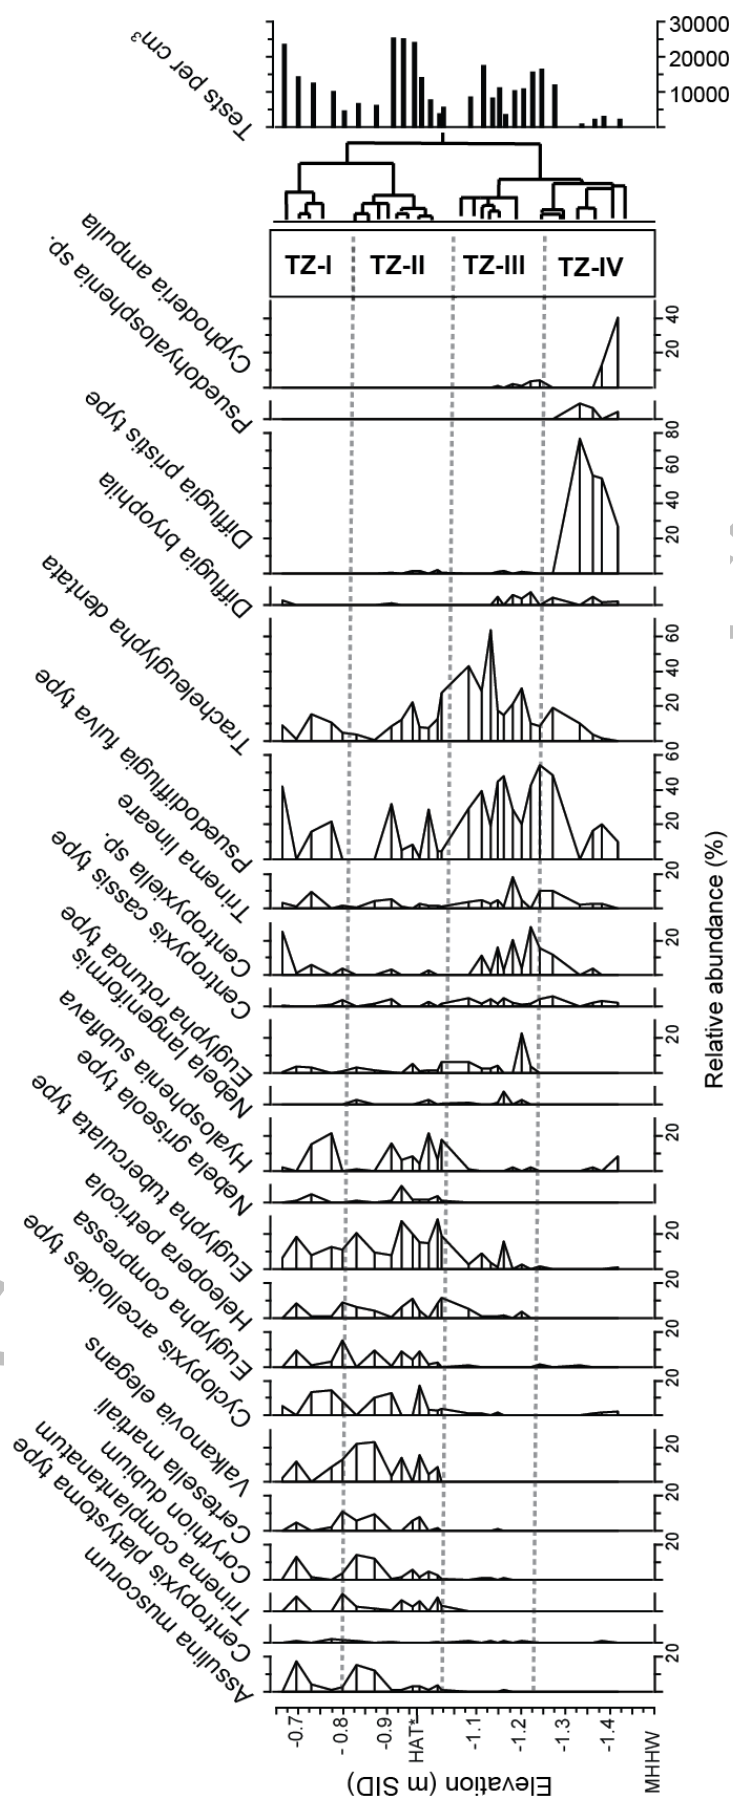 Tests per cm³
30000
20000
10000
TZ-I
TZ-II
TZ-III
TZ-IV
Cyphoderia ampulla
40
20
Psuedohyalosphenia sp.
Difflugia pristis type
80
60
40
20
Difflugia bryophila
Tracheleuglypha dentata
60
40
20
Psuedodifflugia fulva type
60
40
20
Trinema lineare
20
Centropyxiella sp.
20
Centropyxis cassis type
Euglypha rotunda type
20
Nebela langeniformis
Hyalosphenia subflava
20
Nebela griseola type
Euglypha tuberculata type
20
Heleopera petricola
20
Euglypha compressa
20
Cyclopyxis arcelloides type
20
Valkanovia elegans
20
Certesella martiali
20
Corythion dubium
20
Trinema complantanatum
Centropyxis platystoma type
Assulina muscorum
20
Relative abundance (%)
-0.7
-0.8
-0.9
HAT*
-1.1
-1.2
-1.3
-1.4
MHHW
Elevation (m SID)